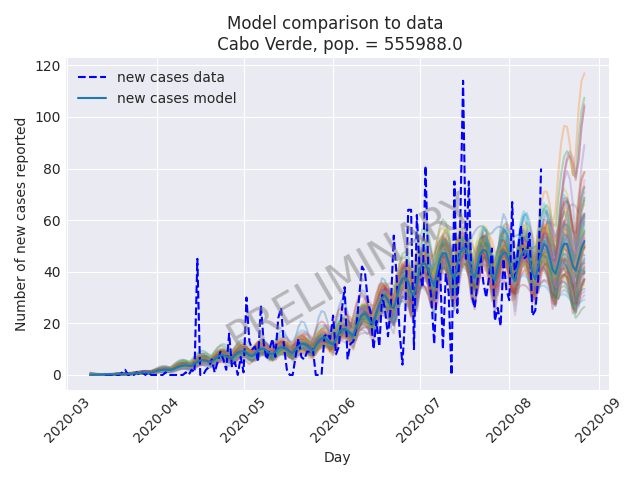 Model comparison to data
Cabo Verde, pop. = 555988.0
new cases data
new cases model
Number of new cases reported
120
100
80
60
40
20
0
PRELIMINARY
2020-03
2020-04
2020-05
2020-06
2020-07
2020-08
2020-09
Day